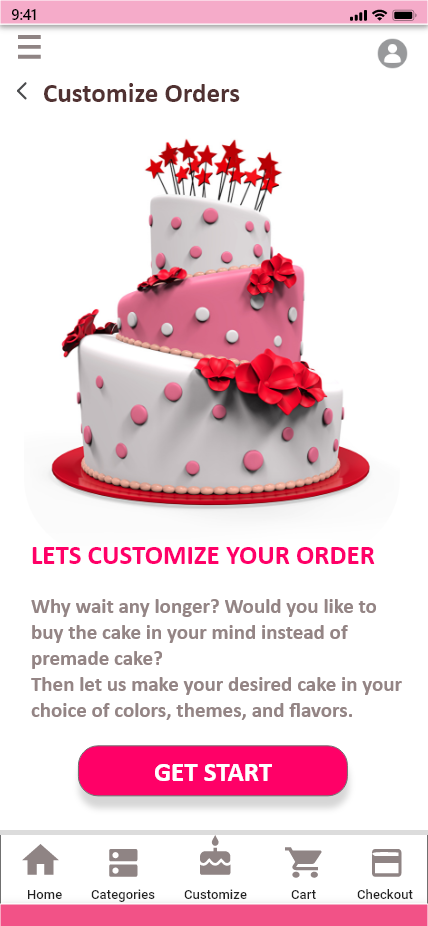 9:41
Customize Orders
LETS CUSTOMIZE YOUR ORDER
Why wait any longer? Would you like to
buy the cake in your mind instead of
premade cake?
Then let us make your desired cake in your
choice of colors, themes, and flavors.
GET START
Home Categories Customize Cart Checkout